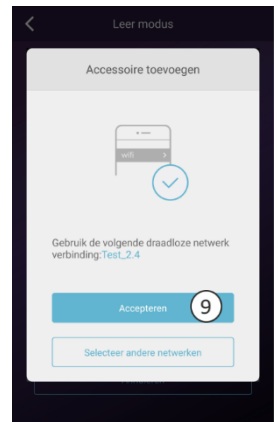 Leer modus
Accessoire toevoegen
wifi >
Gebruik de volgende draadloze netwerk
verbinding:Test_2.4
Accepteren
9
Selecteer andere netwerken